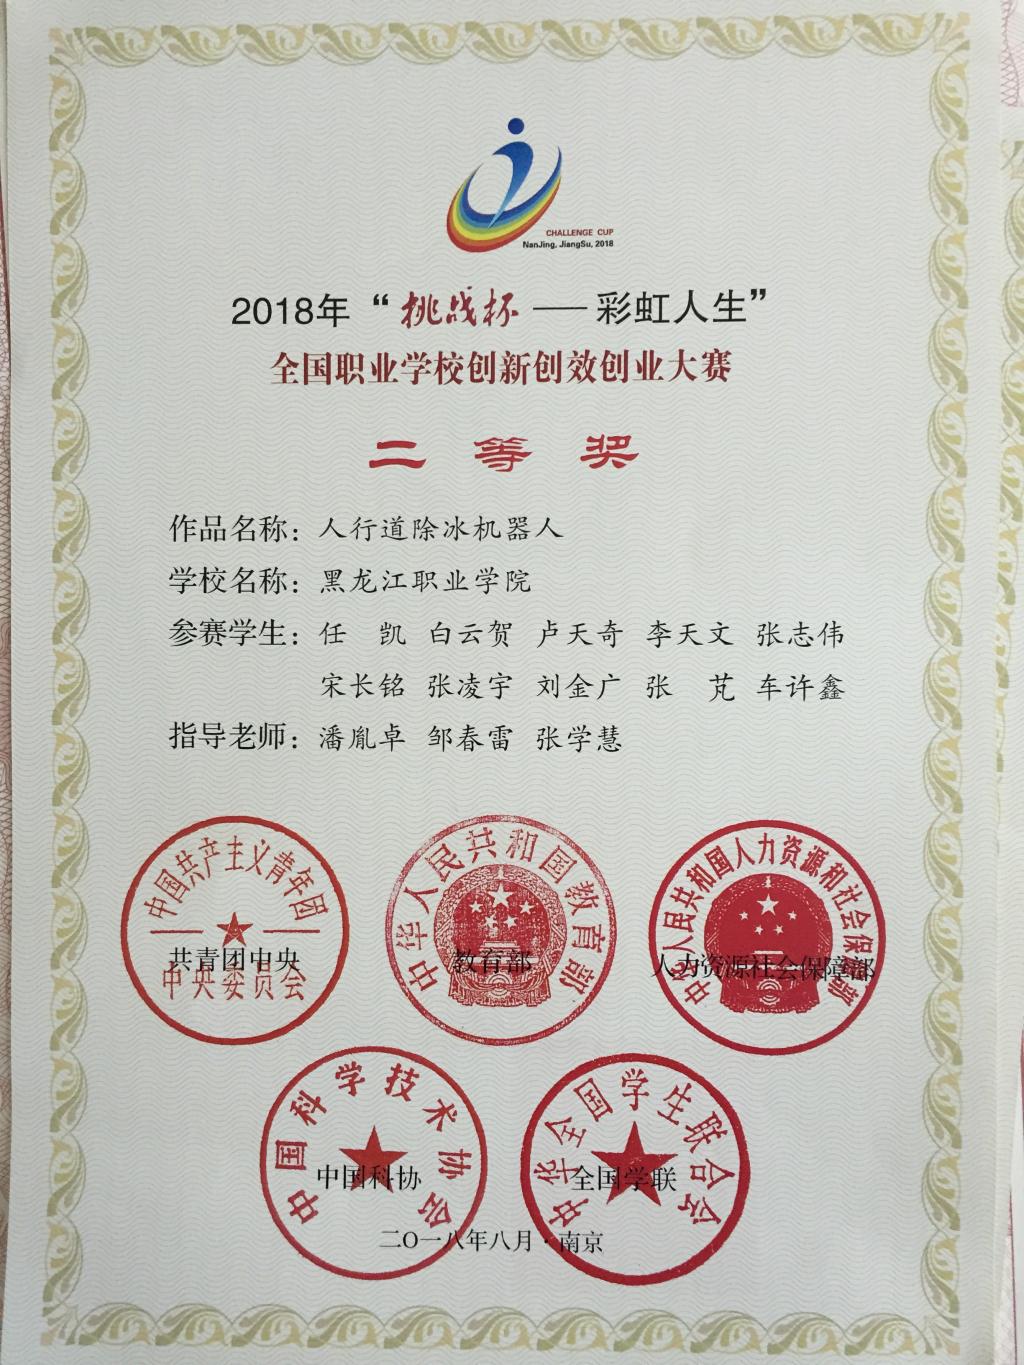 CHALLENGE CUP
NanJing, JiangSu, 2018
2018年“挑战杯——彩虹人生”
全国职业学校创新创效创业大赛
二等奖
作品名称：人行道除冰机器人
学校名称：黑龙江职业学院
参赛学生：任 凯 白云贺 卢天奇 李天文 张志伟
宋长铭 张凌宇 刘金广 张 芃 车许鑫
指导老师：潘胤卓 邹春雷 张学慧
中国共产主义青年团
中央委员会
共青团中央
中华人民共和国教育部
教育部
中华人民共和国人力资源和社会保障部
人力资源社会保障部
中国科学技术协会
中国科协
中华全国学生联合会
全国学联
二〇一八年八月·南京